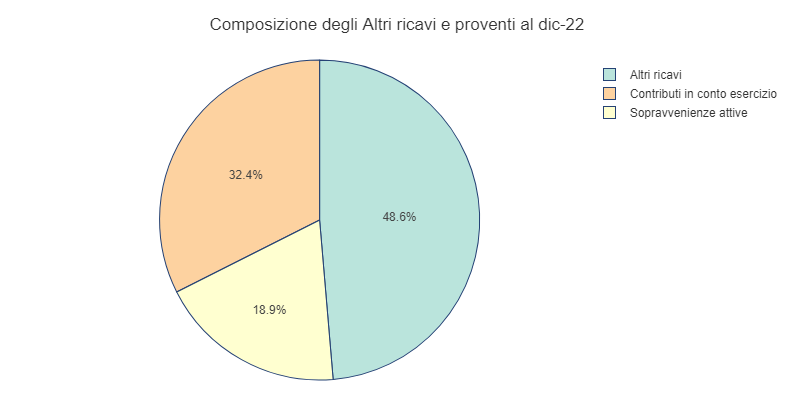 Composizione degli Altri ricavi e proventi al dic-22
Altri ricavi
Contributi in conto esercizio
Sopravvenienze attive
32.4%
48.6%
18.9%